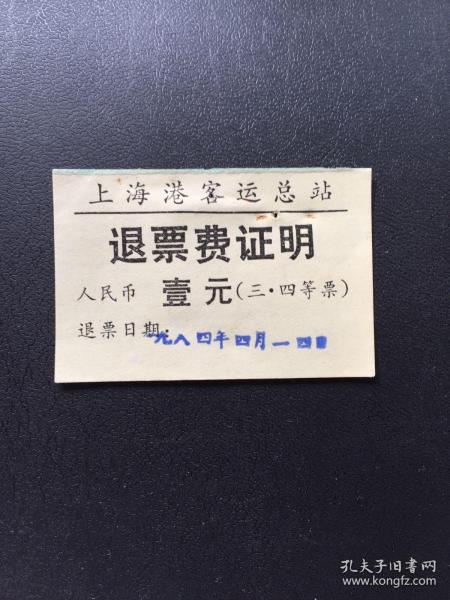 上海港客运总站
退票费证明
人民币 壹元(三·四等票)
退票日期:
一九八四年四月一四日
孔夫子旧书网
www.kongfz.com